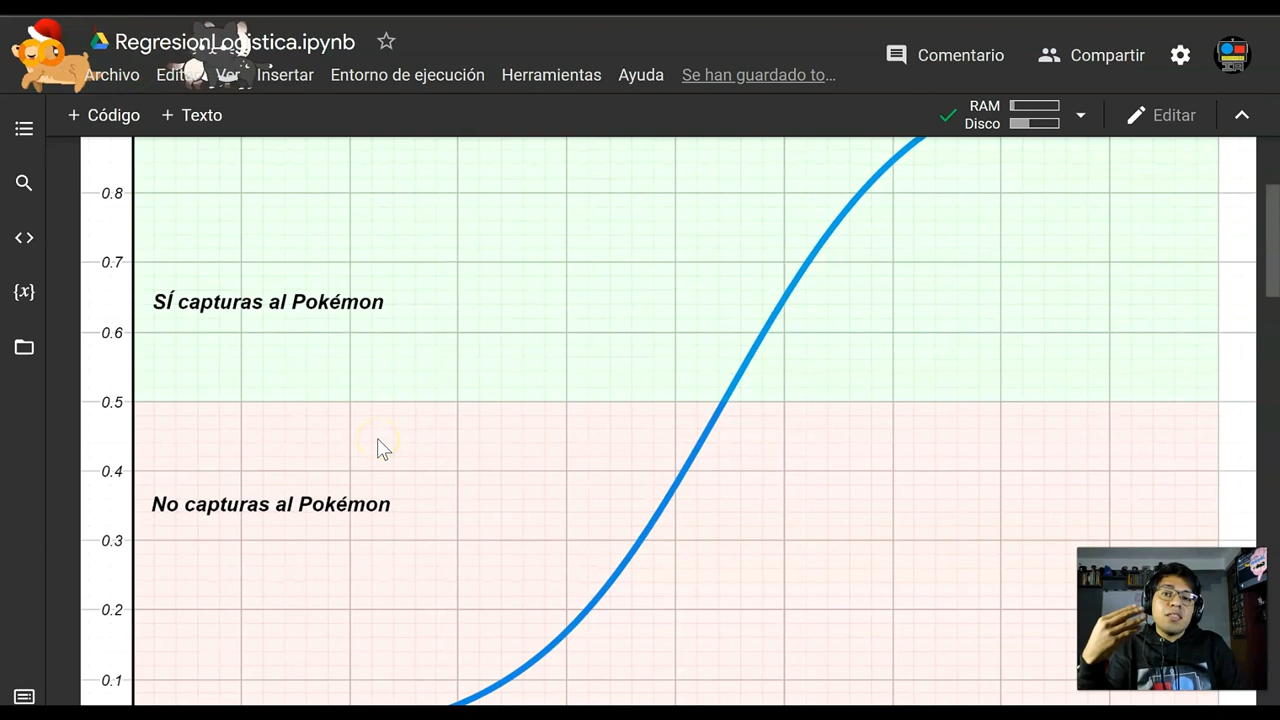 RegresionLogistica.ipynb
Archivo Ver Insertar Entorno de ejecución Herramientas Ayuda Se han guardado to…
Comentario Compartir
+ Código + Texto
RAM
Disco
Editar
0.8
0.7
SÍ capturas al Pokémon
0.6
0.5
0.4
No capturas al Pokémon
0.3
0.2
0.1